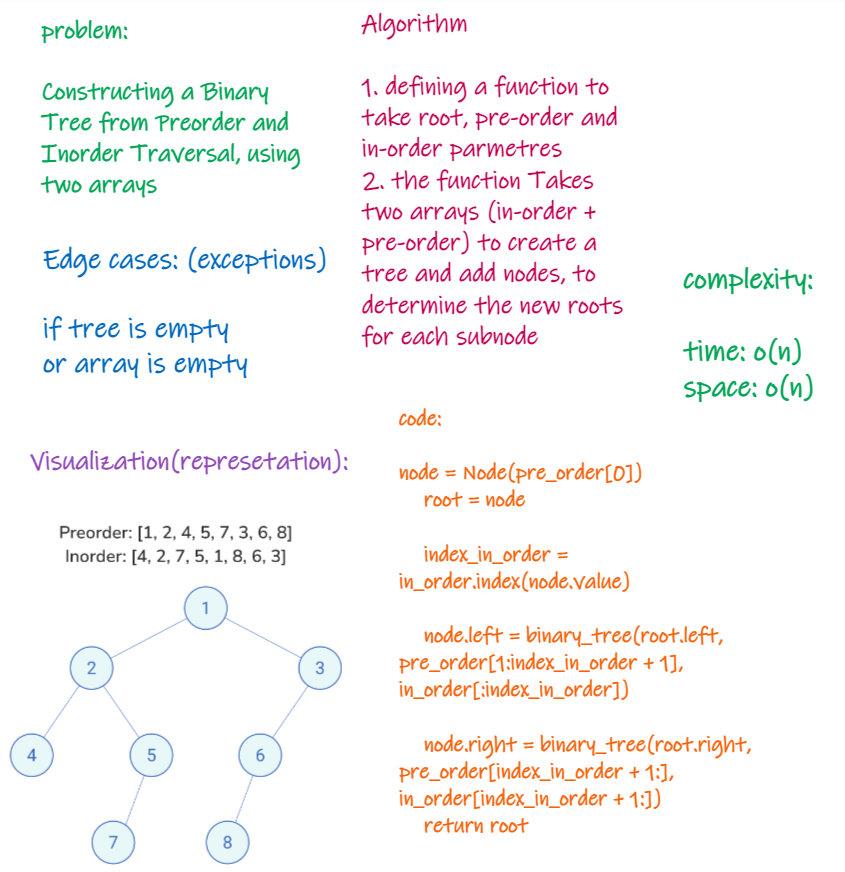 problem:
Constructing a Binary
Tree from Preorder and
Inorder Traversal, using
two arrays
Edge cases: (exceptions)
if tree is empty
or array is empty
Algorithm
1. defining a function to
take root, pre-order and
in-order parmetres
2. the function Takes
two arrays (in-order +
pre-order) to create a
tree and add nodes, to
determine the new roots
for each subnode
complexity:
time: o(n)
space: o(n)
Visualization(represetation):
Preorder: [1, 2, 4, 5, 7, 3, 6, 8]
Inorder: [4, 2, 7, 5, 1, 8, 6, 3]
1
2
3
4
5
6
7
8
code:
node = Node(pre_order[0])
root = node
index_in_order =
in_order.index(node.value)
node.left = binary_tree(root.left,
pre_order[1:index_in_order + 1],
in_order[:index_in_order])
node.right = binary_tree(root.right,
pre_order[index_in_order + 1:],
in_order[index_in_order + 1:])
return root